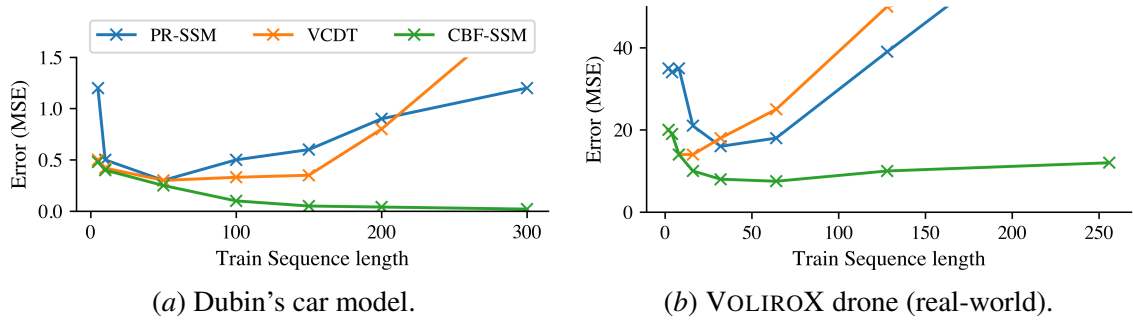 PR-SSM VCDT CBF-SSM
1.5
1.0
0.5
0.0
Error (MSE)
0 100 200 300
Train Sequence length
(a) Dubin's car model.
40
20
0
Error (MSE)
0 50 100 150 200 250
Train Sequence length
(b) VOLIROX drone (real-world).